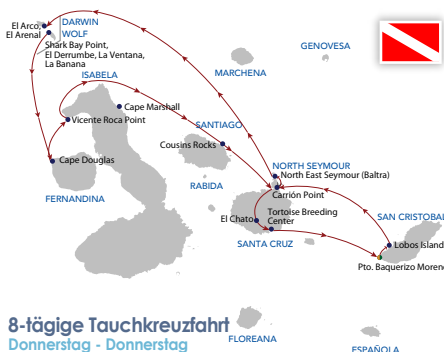 El Arco,
El Arenal
DARWIN
WOLF
Shark Bay Point,
El Derrumbe, La Ventana,
La Banana
GENOVESA
MARCHENA
ISABELA
Cape Marshall
Vicente Roca Point
SANTIAGO
Cousins Rocks
Cape Douglas
NORTH SEYMOUR
North East Seymour (Baltra)
RABIDA
Carrión Point
FERNANDINA
El Chato
Tortoise Breeding
Center
SAN CRISTOBAL
SANTA CRUZ
Lobos Island
Pto. Baquerizo Moreno
8-tägige Tauchkreuzfahrt
Donnerstag - Donnerstag
FLOREANA
ESPAÑOLA